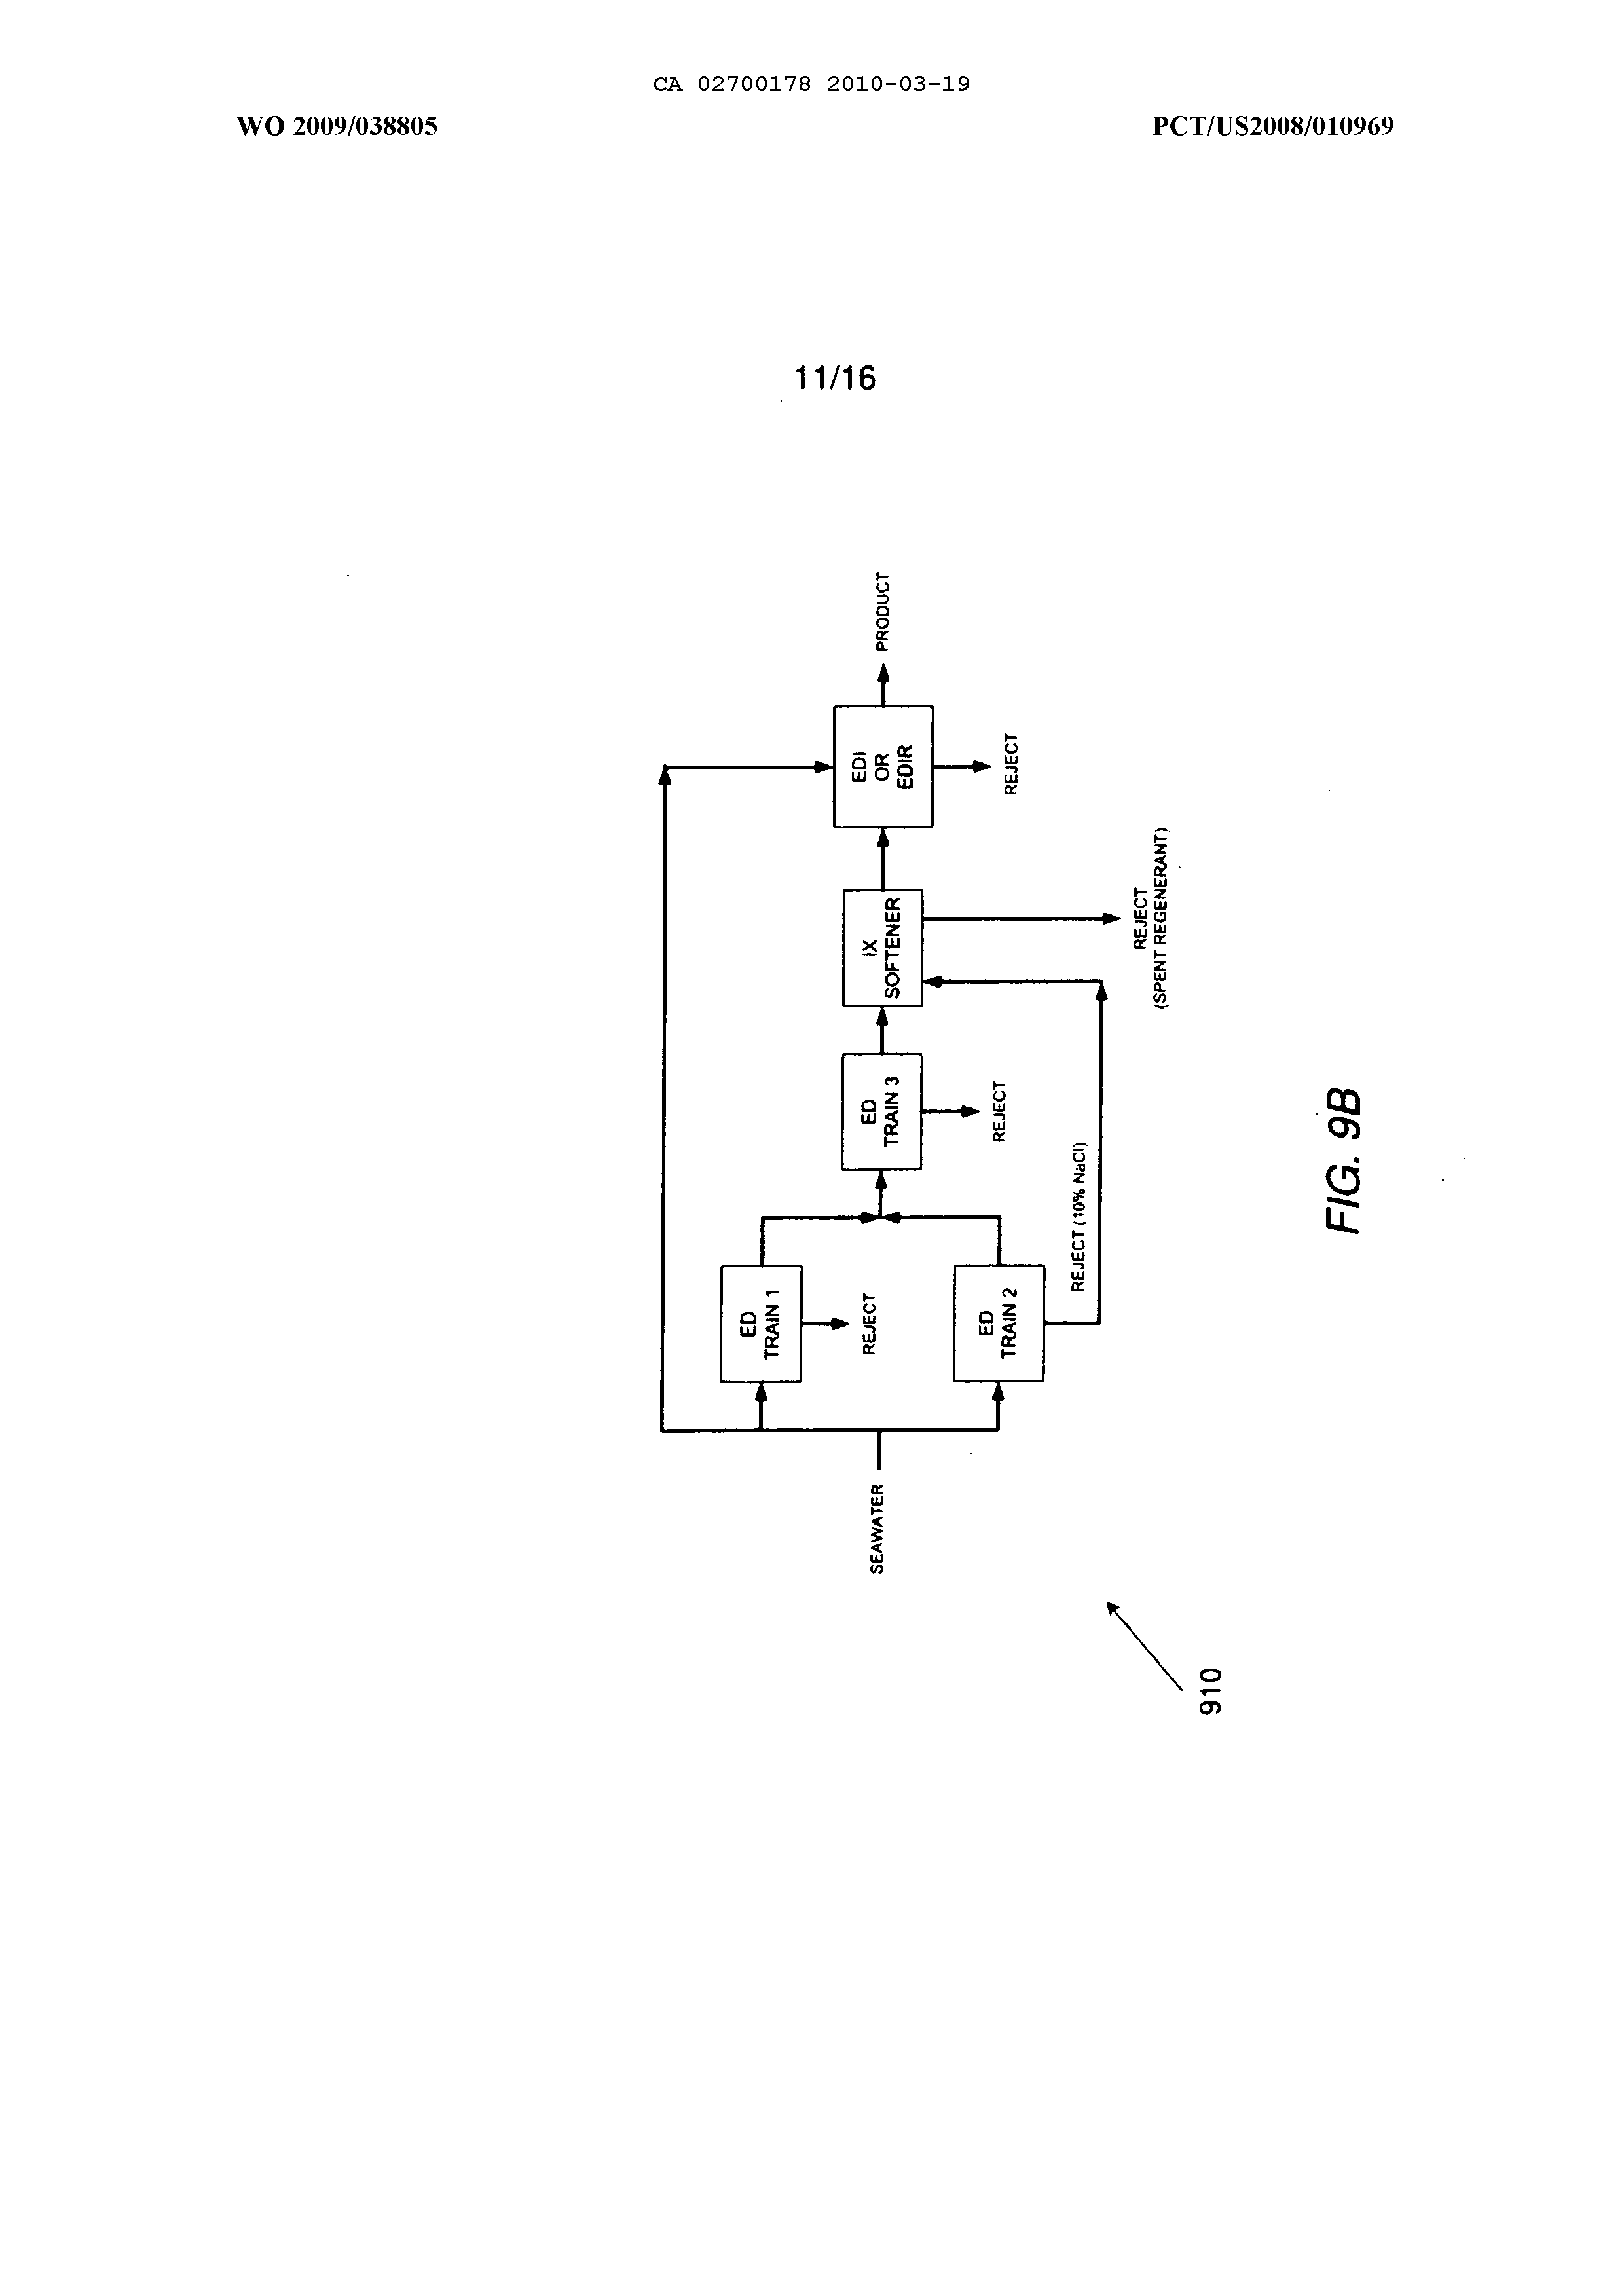 CA 02700178 2010-03-19
WO 2009/038805
PCT/US2008/010969
11/16
SEAWATER
ED
TRAIN 1
REJECT
ED
TRAIN 2
REJECT (10% NaCl)
ED
TRAIN 3
REJECT
IX
SOFTENER
REJECT
(SPENT REGENERANT)
EDI
OR
EDIR
REJECT
PRODUCT
910
FIG. 9B